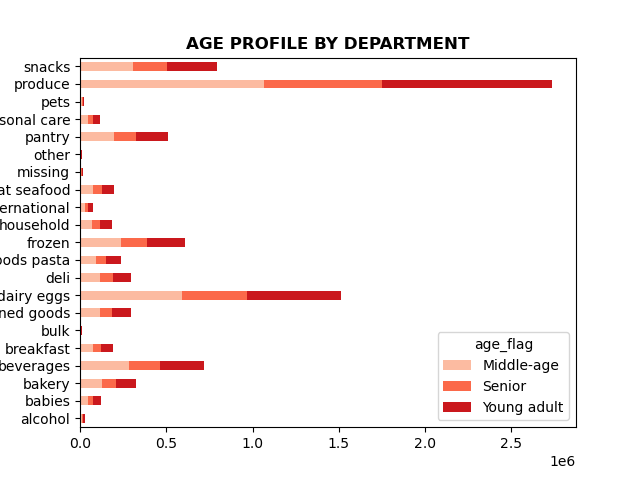 AGE PROFILE BY DEPARTMENT
snacks
produce
pets
sonal care
pantry
other
missing
at seafood
ernational
household
frozen
oods pasta
deli
dairy eggs
ned goods
bulk
breakfast
beverages
bakery
babies
alcohol
age_flag
Middle-age
Senior
Young adult
0.0 0.5 1.0 1.5 2.0 2.5
1e6